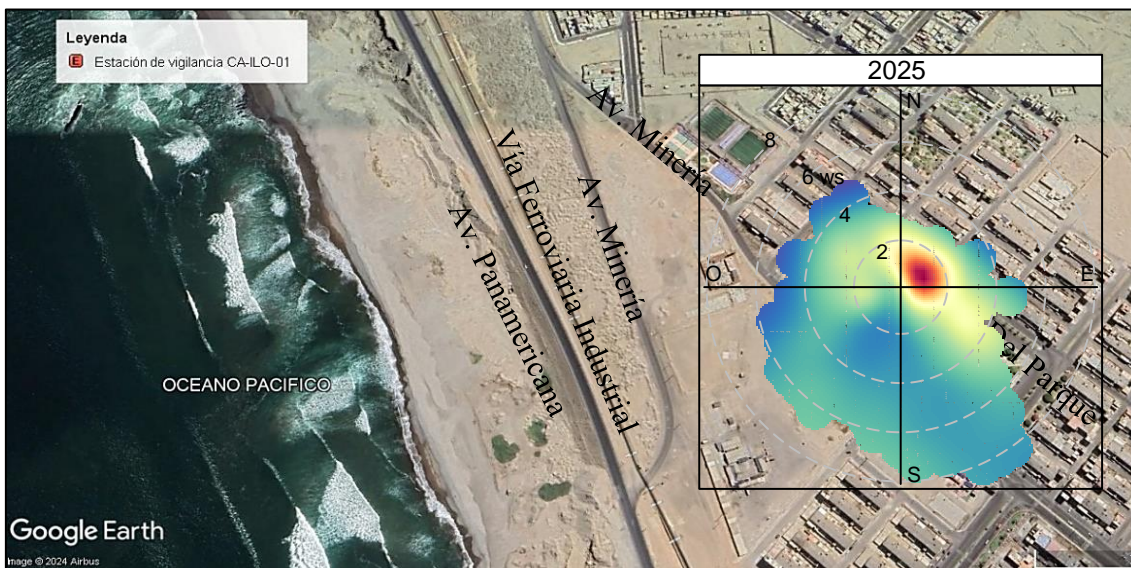 Leyenda
E Estación de vigilancia CA-ILO-01
2025
N
Av. Minería
8
6 ws
4
2
O
E
S
Vía Ferroviaria Industrial
Av. Minería
Av. Panamericana
Del Parque
OCEANO PACIFICO
Google Earth
Image © 2024 Airbus